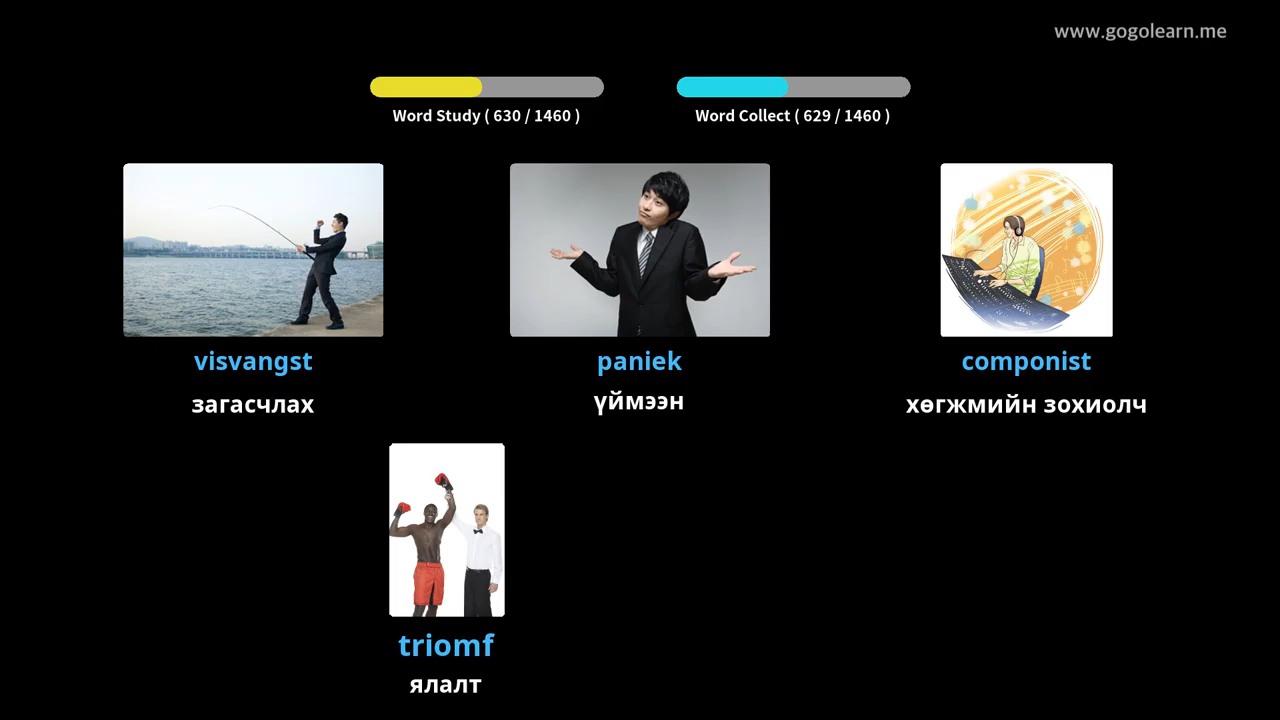 www.gogolearn.me
Word Study ( 630 / 1460 )
Word Collect ( 629 / 1460 )
visvangst
загасчлах
paniek
үймээн
componist
хөгжмийн зохиолч
triomf
ялалт